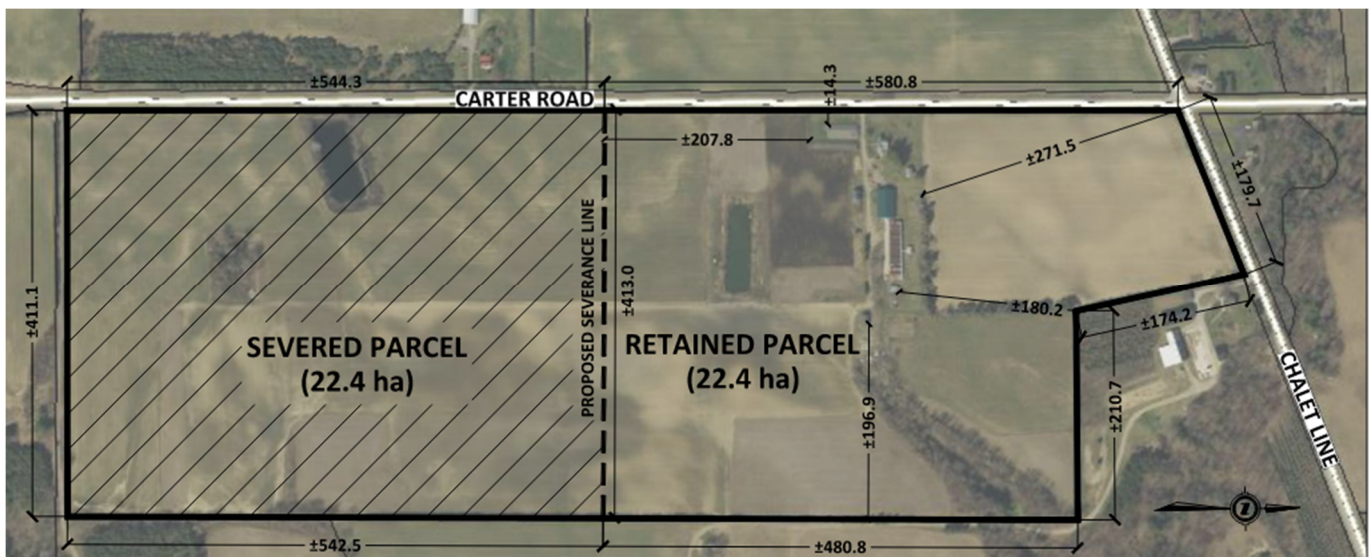 ±544.3
±14.3
±580.8
CARTER ROAD
±207.8
±271.5
±179.7
PROPOSED SEVERANCE LINE
±411.1
±413.0
±180.2
±174.2
SEVERED PARCEL
(22.4 ha)
RETAINED PARCEL
(22.4 ha)
±196.9
±210.7
CHALET LINE
Z
±542.5
±480.8